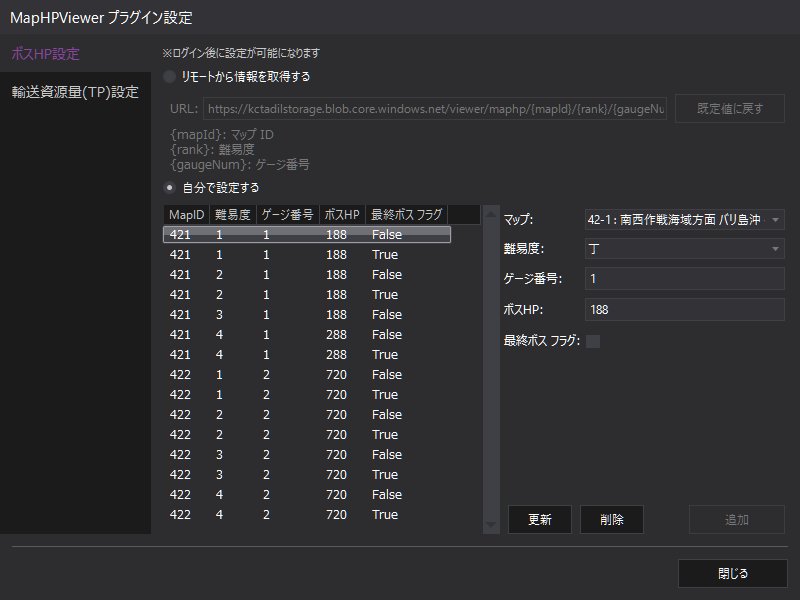 MapHPViewer プラグイン設定
ボスHP設定
輸送資源量(TP)設定
※ログイン後に設定が可能になります
リモートから情報を取得する
URL: https://kctadilstorage.blob.core.windows.net/viewer/maphp/{mapId}/{rank}/{gaugeNu 既定値に戻す
{mapId}: マップ ID
{rank}: 難易度
{gaugeNum}: ゲージ番号
自分で設定する
MapID 難易度 ゲージ番号 ボスHP 最終ボス フラグ
421 1 1 188 False
421 1 1 188 True
421 2 1 188 False
421 2 1 188 True
421 3 1 188 False
421 4 1 288 False
421 4 1 288 True
422 1 2 720 False
422 1 2 720 True
422 2 2 720 False
422 2 2 720 True
422 3 2 720 False
422 3 2 720 True
422 4 2 720 False
422 4 2 720 True
マップ: 42-1 : 南西作戦海域方面 バリ島沖
難易度: 丁
ゲージ番号: 1
ボスHP: 188
最終ボス フラグ:
更新 削除 追加
閉じる